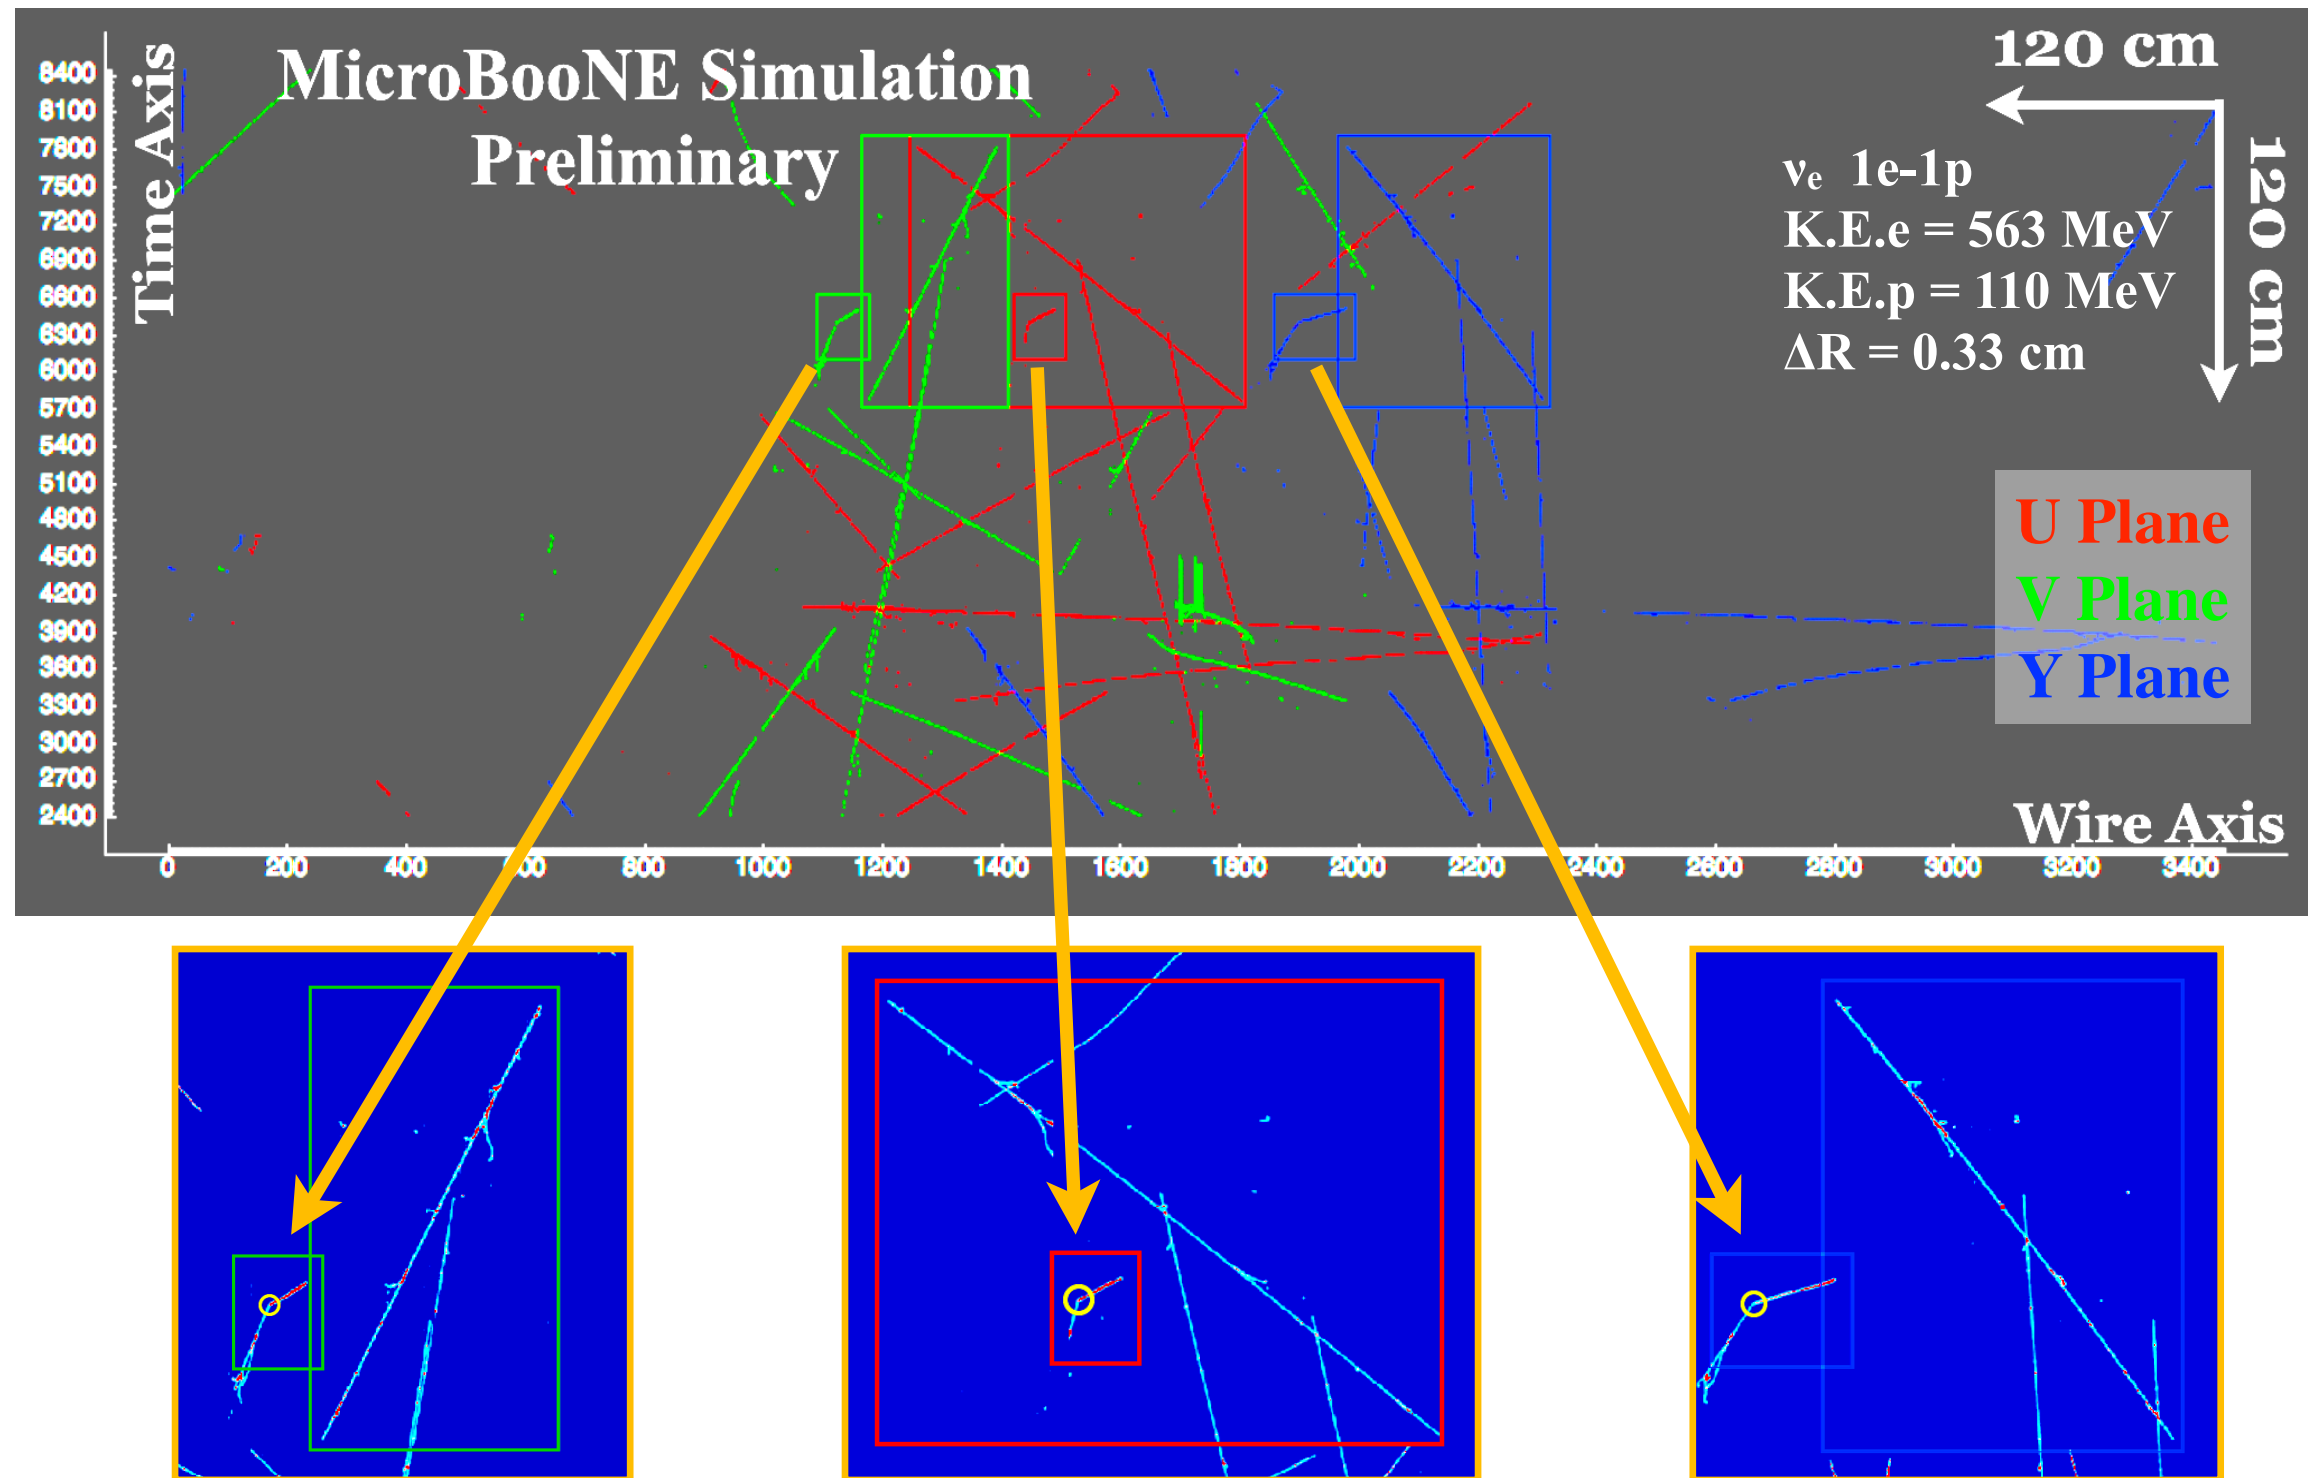 MicroBooNE Simulation
Preliminary
120 cm
120 cm
νe 1e-1p
K.E.e = 563 MeV
K.E.p = 110 MeV
ΔR = 0.33 cm
U Plane
V Plane
Y Plane
Time Axis
8400
8100
7800
7500
7200
6900
6600
6300
6000
5700
5400
5100
4800
4500
4200
3900
3600
3300
3000
2700
2400
Wire Axis
0 200 400 600 800 1000 1200 1400 1600 1800 2000 2200 2400 2600 2800 3000 3200 3400